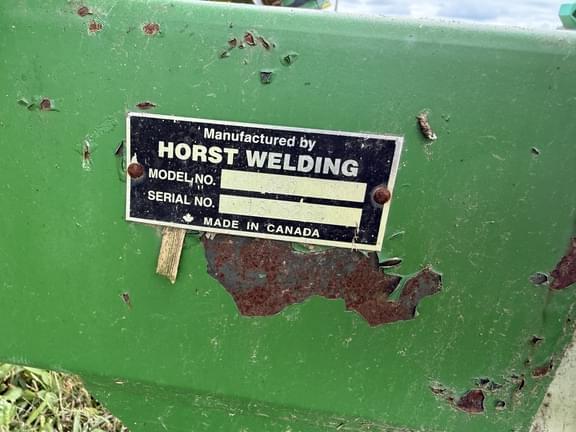 Manufactured by
HORST WELDING
MODEL NO.
SERIAL NO.
MADE IN CANADA